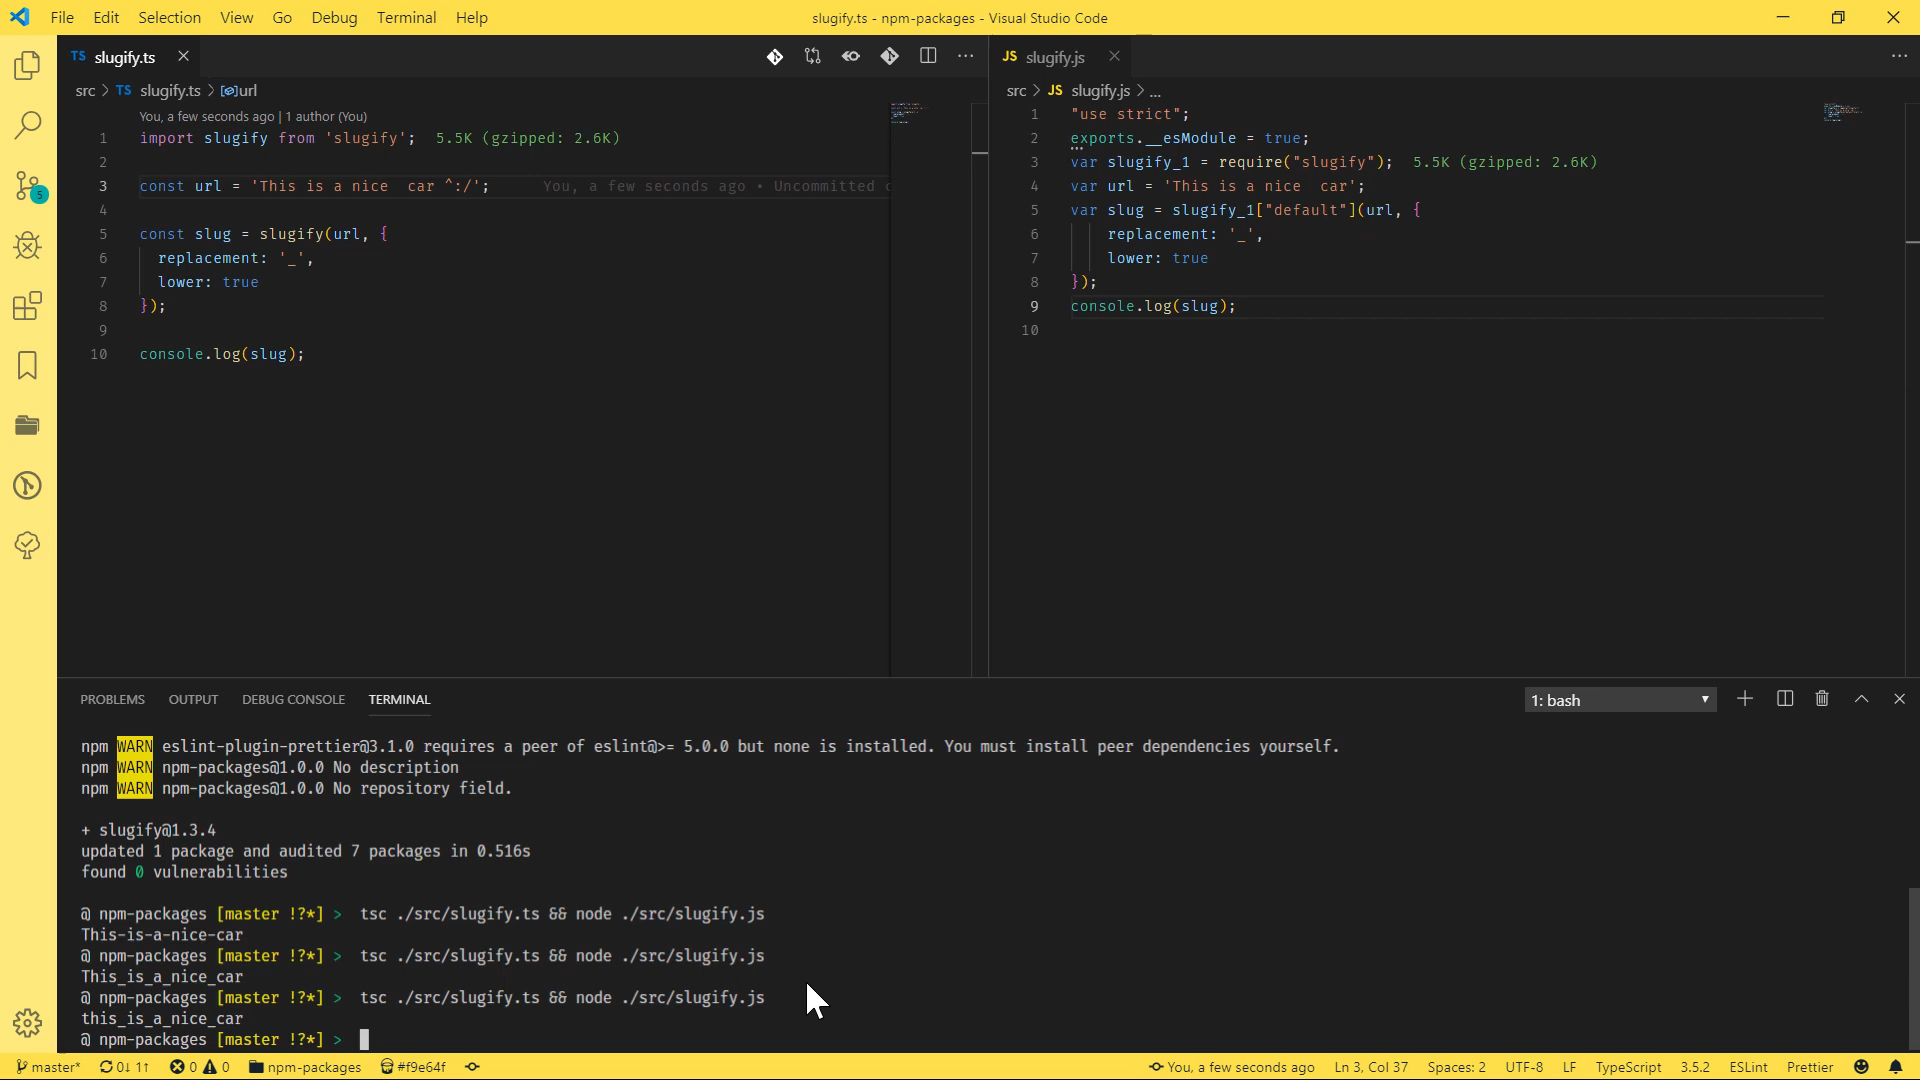 File Edit Selection View Go Debug Terminal Help
slugify.ts - npm-packages - Visual Studio Code
TS slugify.ts
src > TS slugify.ts > url
You, a few seconds ago | 1 author (You)
1 import slugify from 'slugify'; 5.5K (gzipped: 2.6K)
2
3 const url = 'This is a nice  car ^:/'; You, a few seconds ago • Uncommitted c
4
5 const slug = slugify(url, {
6 replacement: '_',
7 lower: true
8 });
9
10 console.log(slug);
JS slugify.js
src > JS slugify.js > ...
1 "use strict";
2 exports.__esModule = true;
3 var slugify_1 = require("slugify"); 5.5K (gzipped: 2.6K)
4 var url = 'This is a nice  car';
5 var slug = slugify_1["default"](url, {
6 replacement: '_',
7 lower: true
8 });
9 console.log(slug);
10
5
PROBLEMS OUTPUT DEBUG CONSOLE TERMINAL
1: bash
npm WARN eslint-plugin-prettier@3.1.0 requires a peer of eslint@>= 5.0.0 but none is installed. You must install peer dependencies yourself.
npm WARN npm-packages@1.0.0 No description
npm WARN npm-packages@1.0.0 No repository field.
+ slugify@1.3.4
updated 1 package and audited 7 packages in 0.516s
found 0 vulnerabilities
@ npm-packages [master !?*] > tsc ./src/slugify.ts && node ./src/slugify.js
This-is-a-nice-car
@ npm-packages [master !?*] > tsc ./src/slugify.ts && node ./src/slugify.js
This_is_a_nice_car
@ npm-packages [master !?*] > tsc ./src/slugify.ts && node ./src/slugify.js
this_is_a_nice_car
@ npm-packages [master !?*] >
master* 0↓ 1↑ 0 0 npm-packages #f9e64f You, a few seconds ago Ln 3, Col 37 Spaces: 2 UTF-8 LF TypeScript 3.5.2 ESLint Prettier